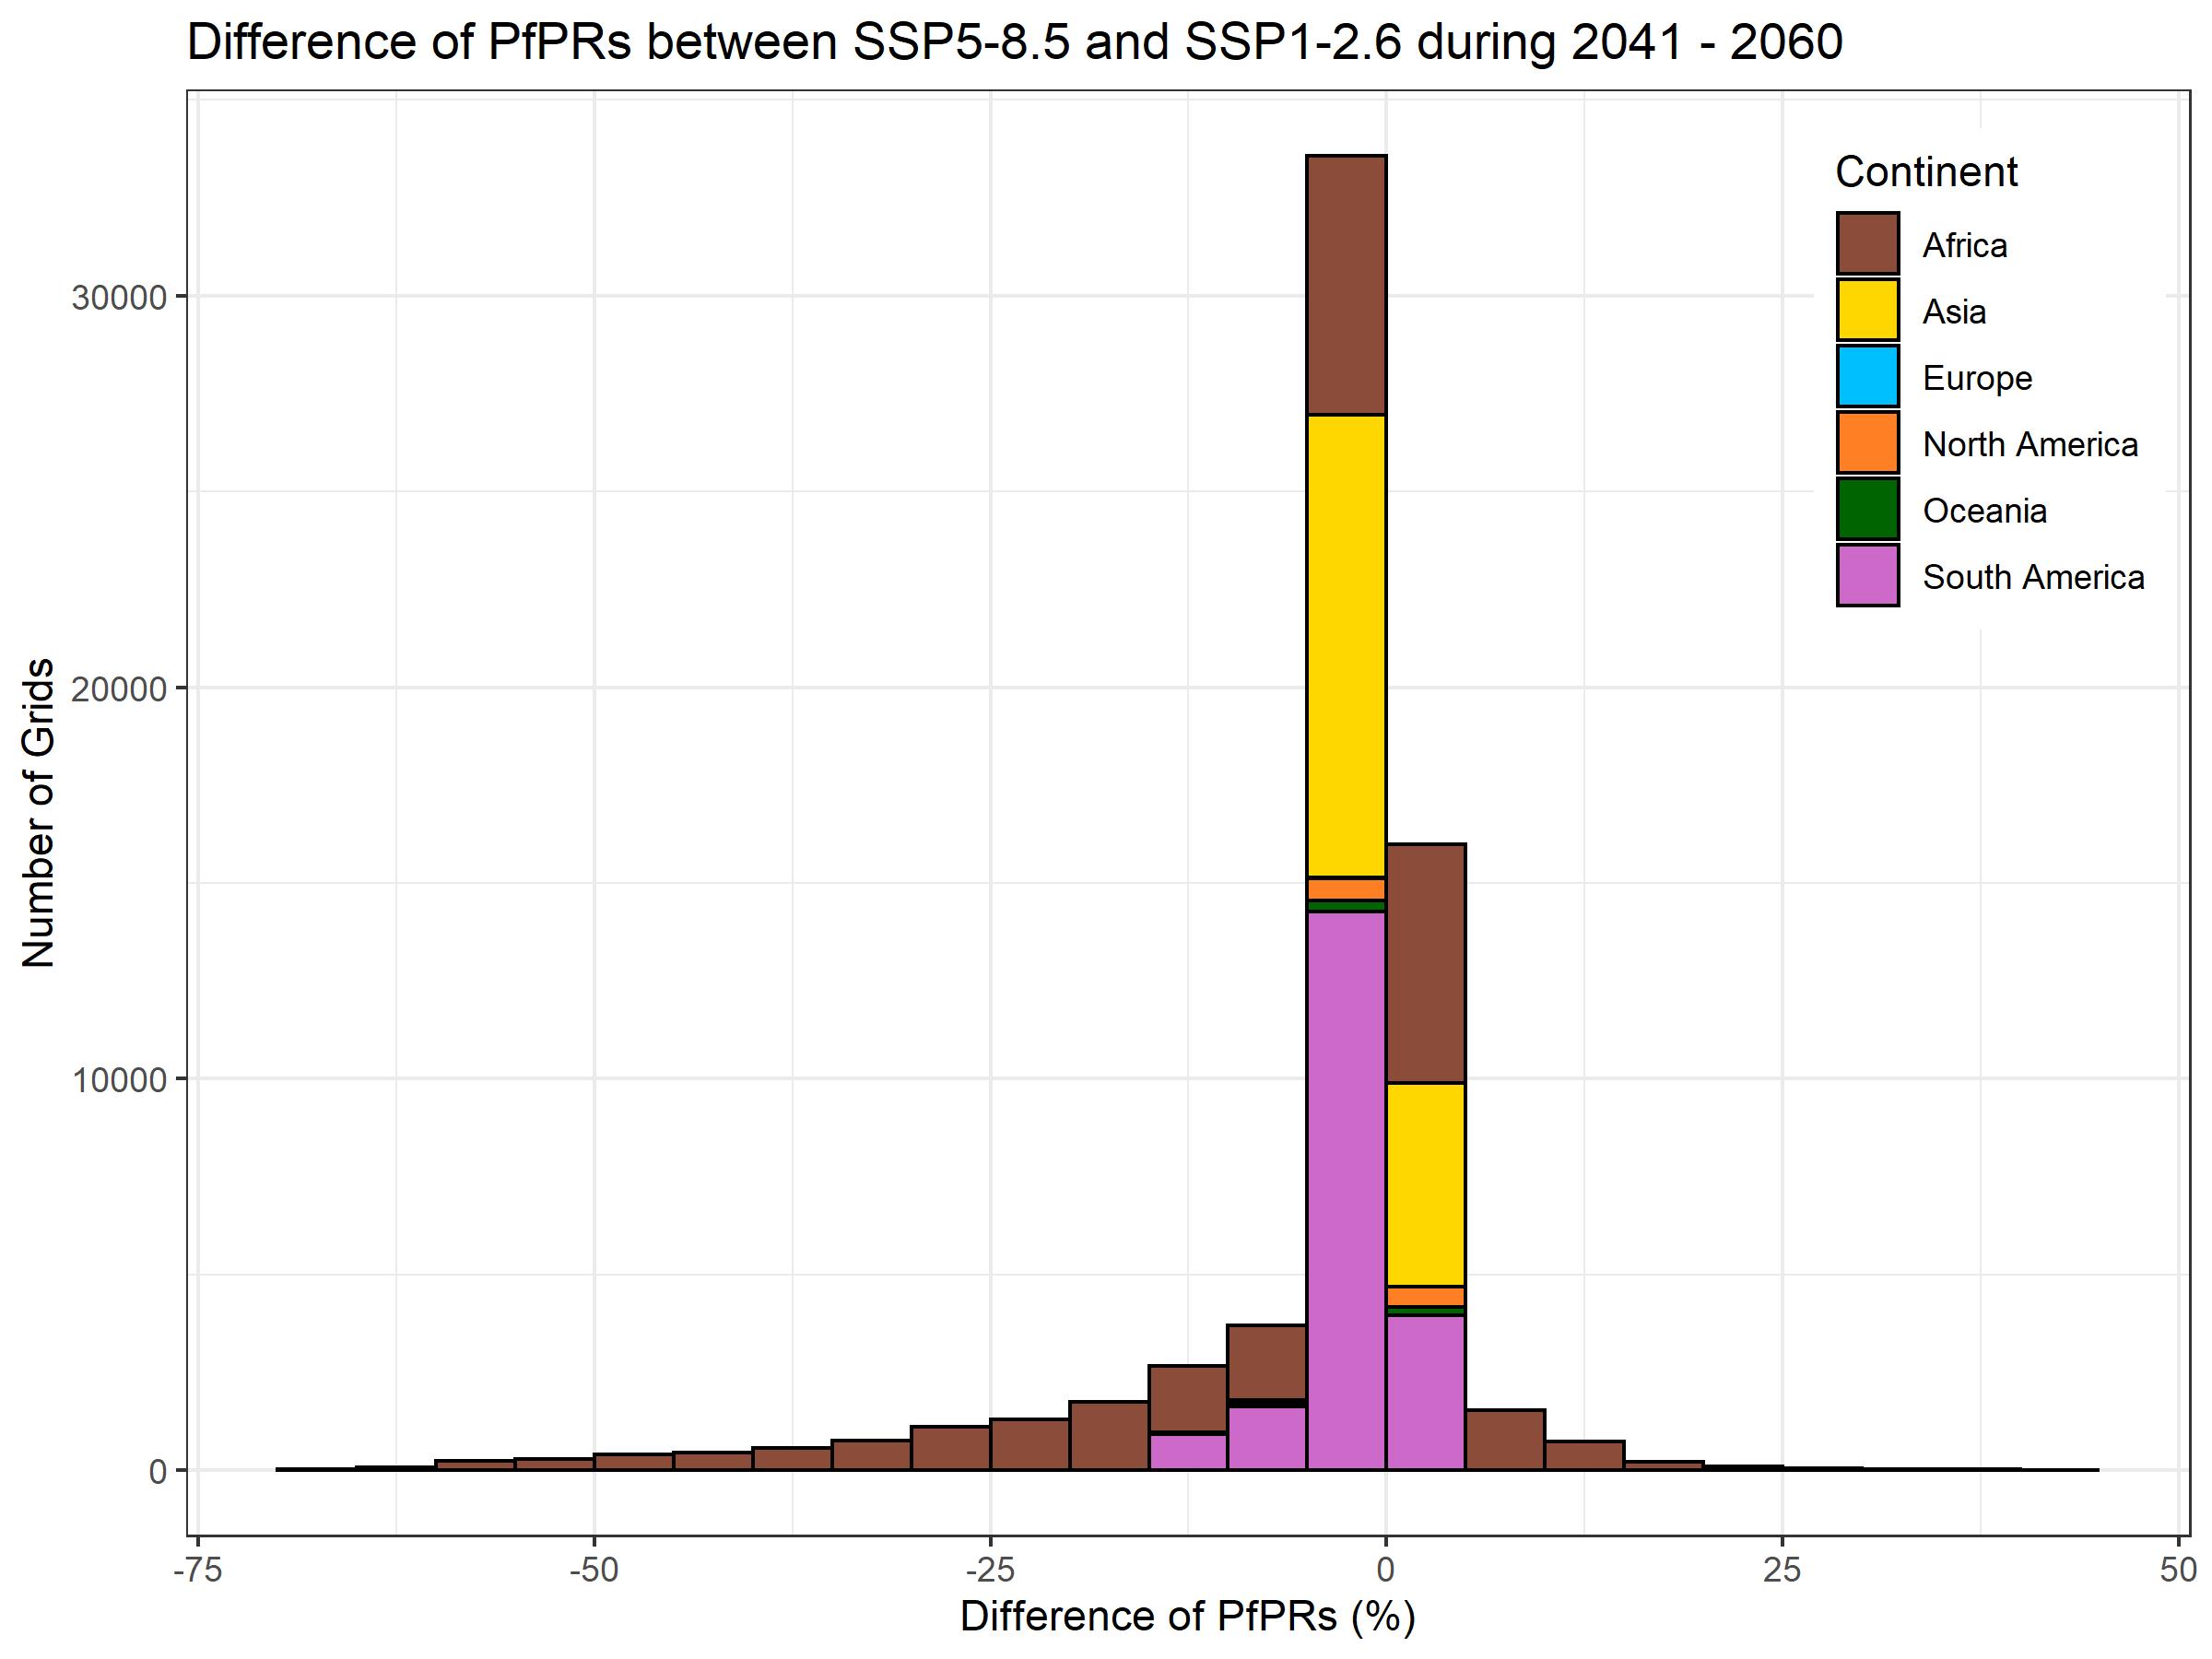 Difference of PfPRs between SSP5-8.5 and SSP1-2.6 during 2041 - 2060
Continent
Africa
Asia
Europe
North America
Oceania
South America
Number of Grids
30000
20000
10000
0
-75
-50
-25
0
25
50
Difference of PfPRs (%)